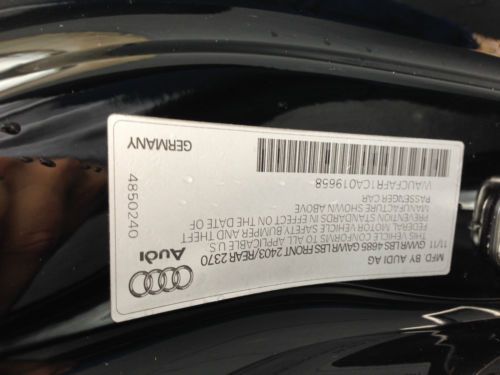 MFD. BY AUDI AG
11/11 GVWR/LBS 4885 GAWR/LBS FRONT 2403/REAR 2370
THIS VEHICLE CONFORMS TO ALL APPLICABLE U.S.
FEDERAL MOTOR VEHICLE SAFETY BUMPER AND THEFT
PREVENTION STANDARDS IN EFFECT ON THE DATE OF
MANUFACTURE SHOWN ABOVE
PASSENGER CAR
WAUCFAFR1CA019658
Audi
4850240
GERMANY